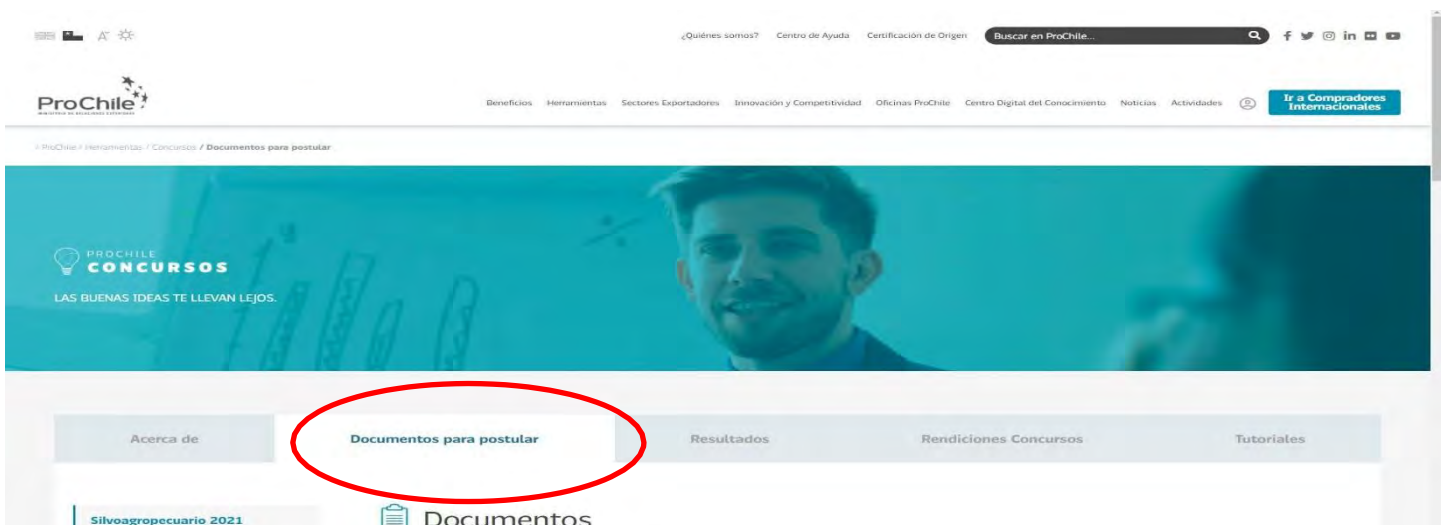 A
¿Quiénes somos? Centro de Ayuda Certificación de Origen Buscar en ProChile...
ProChile
Beneficios Herramientas Sectores Exportadores Innovación y Competitividad Oficinas ProChile Centro Digital del Conocimiento Noticias Actividades
Ir a Compradores
Internacionales
/ ProChile / Herramientas / Concursos / Documentos para postular
PROCHILE
CONCURSOS
LAS BUENAS IDEAS TE LLEVAN LEJOS.
Acerca de Documentos para postular Resultados Rendiciones Concursos Tutoriales
Silvoagropecuario 2021
Documentos